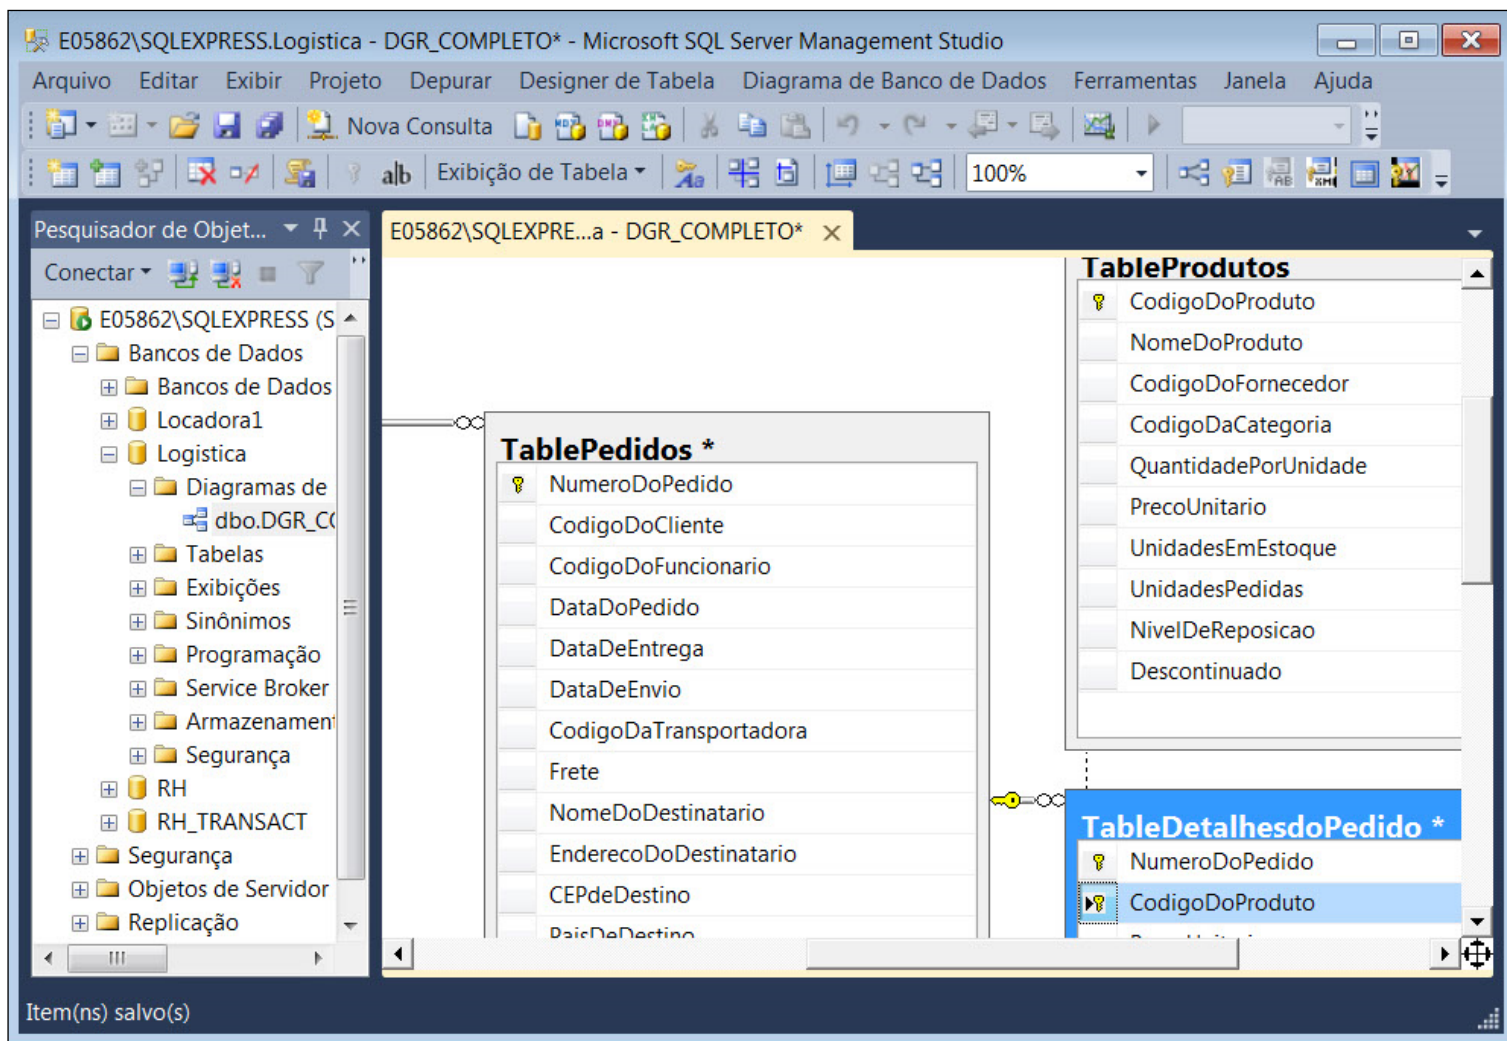 E05862\SQLEXPRESS.Logistica - DGR_COMPLETO* - Microsoft SQL Server Management Studio
Arquivo Editar Exibir Projeto Depurar Designer de Tabela Diagrama de Banco de Dados Ferramentas Janela Ajuda
Nova Consulta
Exibição de Tabela
100%
Pesquisador de Objet...
Conectar
E05862\SQLEXPRESS (S
Bancos de Dados
Bancos de Dados
Locadora1
Logistica
Diagramas de
dbo.DGR_CO
Tabelas
Exibições
Sinônimos
Programação
Service Broker
Armazenament
Segurança
RH
RH_TRANSACT
Segurança
Objetos de Servidor
Replicação
E05862\SQLEXPRE...a - DGR_COMPLETO*
TablePedidos *
NumeroDoPedido
CodigoDoCliente
CodigoDoFuncionario
DataDoPedido
DataDeEntrega
DataDeEnvio
CodigoDaTransportadora
Frete
NomeDoDestinatario
EnderecoDoDestinatario
CEPdeDestino
PaisDeDestino
TableProdutos
CodigoDoProduto
NomeDoProduto
CodigoDoFornecedor
CodigoDaCategoria
QuantidadePorUnidade
PrecoUnitario
UnidadesEmEstoque
UnidadesPedidas
NivelDeReposicao
Descontinuado
TableDetalhesdoPedido *
NumeroDoPedido
CodigoDoProduto
Item(ns) salvo(s)